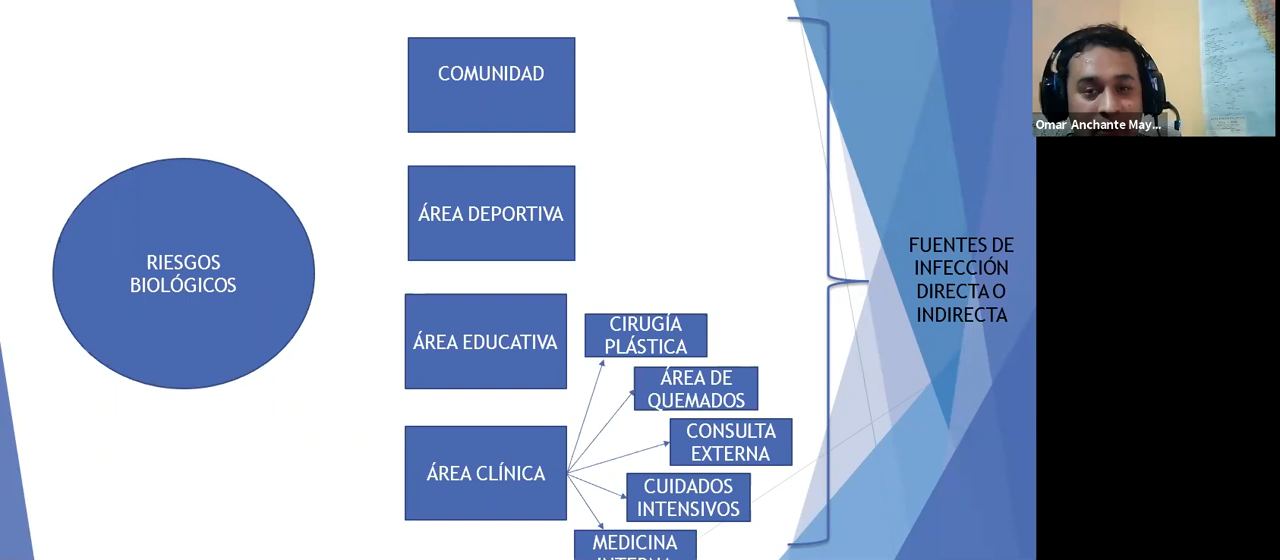 COMUNIDAD
Omar Anchante May...
ÁREA DEPORTIVA
RIESGOS
BIOLÓGICOS
FUENTES DE
INFECCIÓN
DIRECTA O
INDIRECTA
ÁREA EDUCATIVA
CIRUGÍA
PLÁSTICA
ÁREA DE
QUEMADOS
CONSULTA
EXTERNA
ÁREA CLÍNICA
CUIDADOS
INTENSIVOS
MEDICINA